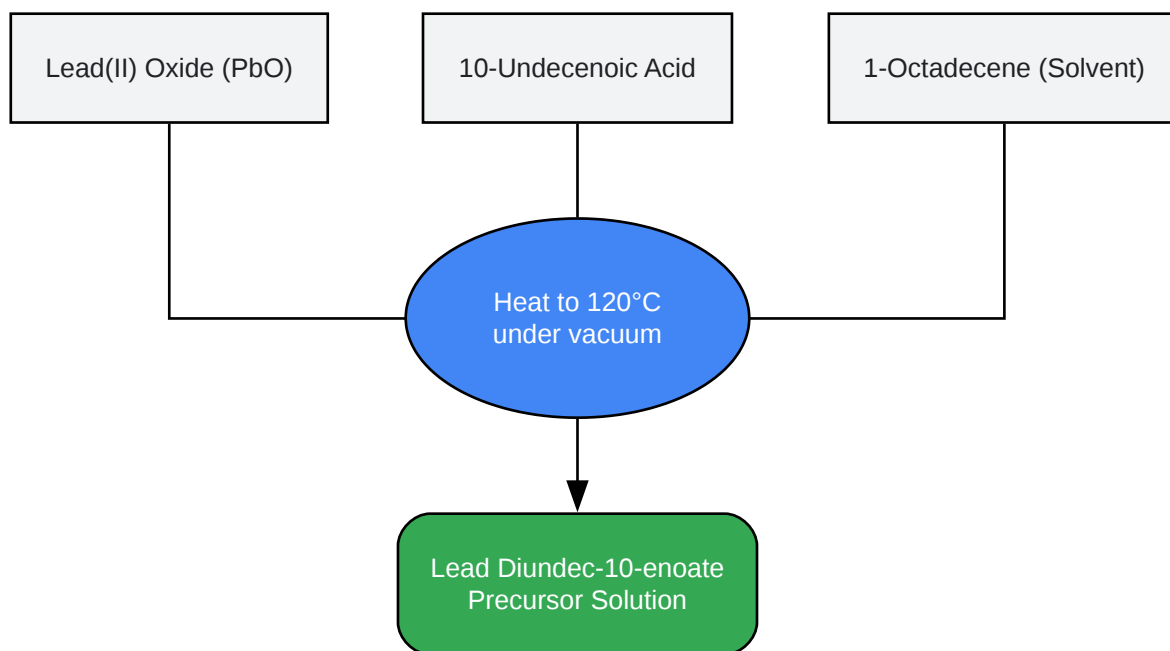 Lead(II) Oxide (PbO)
10-Undecenoic Acid
1-Octadecene (Solvent)
Heat to 120°C
under vacuum
Lead Diundec-10-enoate
Precursor Solution